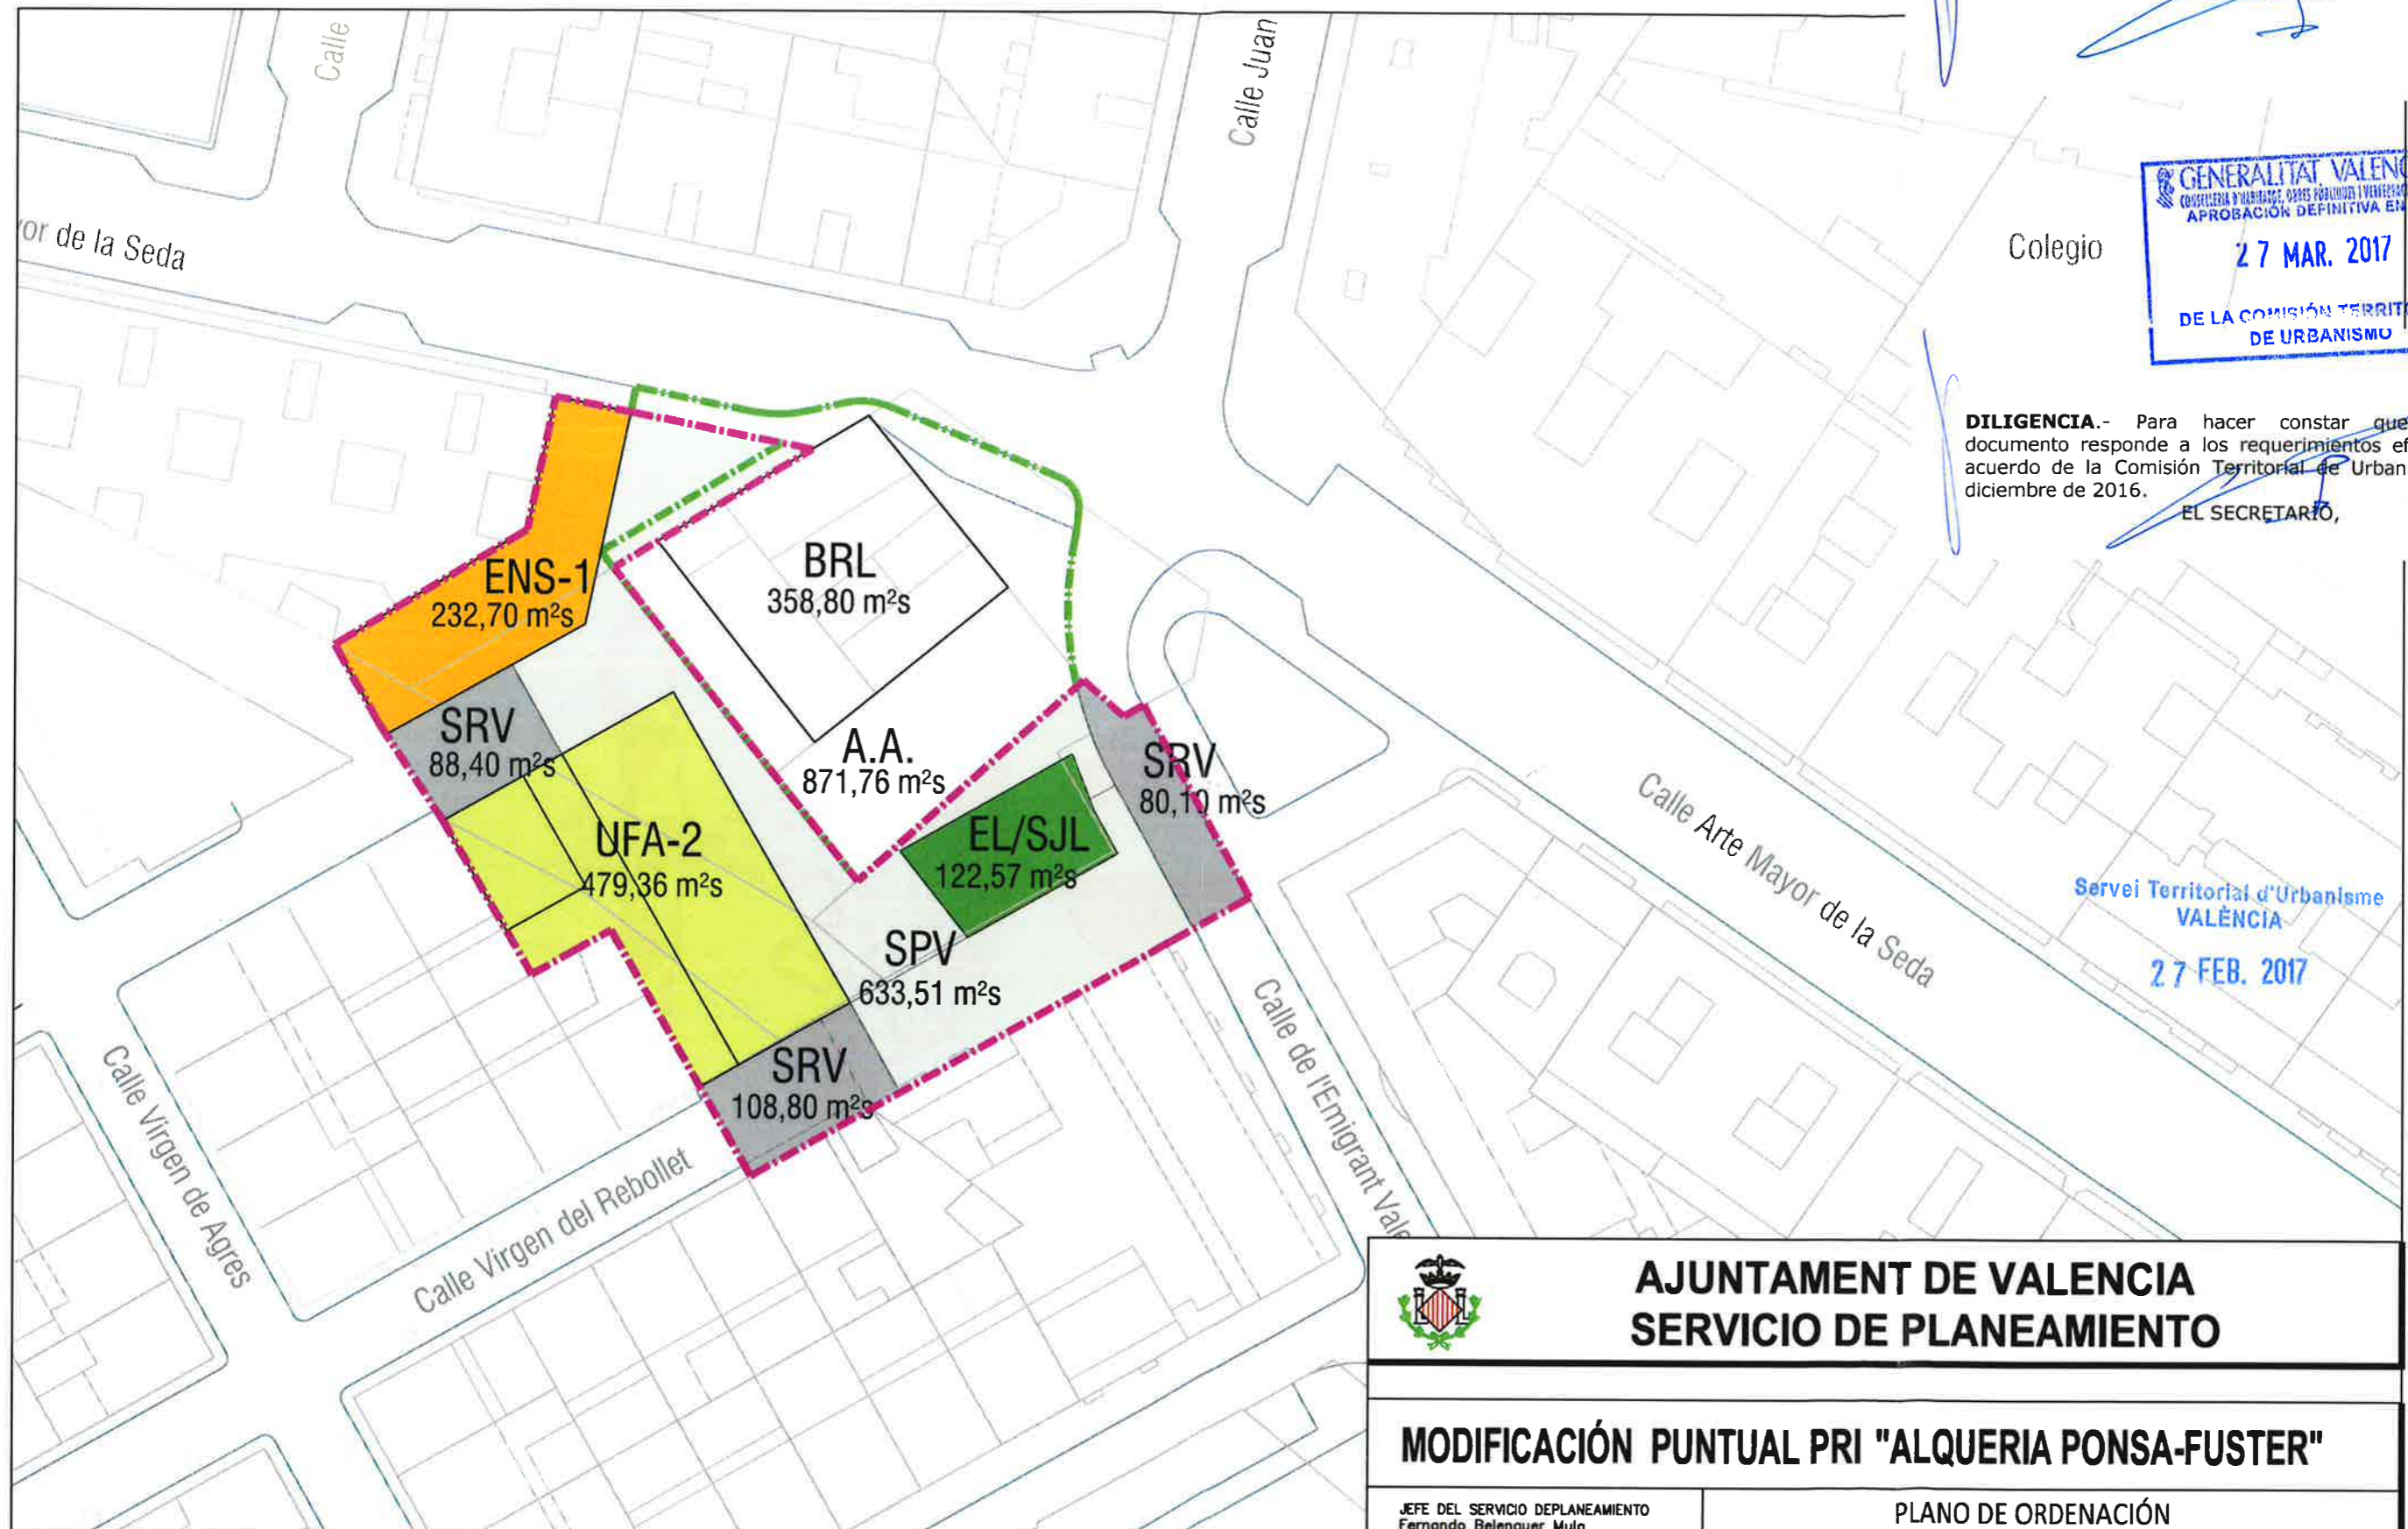 Calle
Calle Juan
or de la Seda
Colegio
GENERALITAT VALENC
APROBACIÓN DEFINITIVA EN
27 MAR. 2017
DE LA COMISIÓN TERRIT
DE URBANISMO
DILIGENCIA.- Para hacer constar que
documento responde a los requerimientos ef
acuerdo de la Comisión Territorial de Urban
diciembre de 2016.
EL SECRETARIO,
ENS-1
232,70 m²s
BRL
358,80 m²s
SRV
88,40 m²s
A.A.
871,76 m²s
SRV
80,10 m²s
UFA-2
479,36 m²s
EL/SJL
122,57 m²s
SPV
633,51 m²s
SRV
108,80 m²s
Calle Arte Mayor de la Seda
Servei Territorial d'Urbanisme
VALÈNCIA
27 FEB. 2017
Calle de l'Emigrant Vale
Calle Virgen de Agres
Calle Virgen del Rebollet
AJUNTAMENT DE VALENCIA
SERVICIO DE PLANEAMIENTO
MODIFICACIÓN PUNTUAL PRI "ALQUERIA PONSA-FUSTER"
JEFE DEL SERVICIO DEPLANEAMIENTO
Fernando Belenguer Mula
PLANO DE ORDENACIÓN